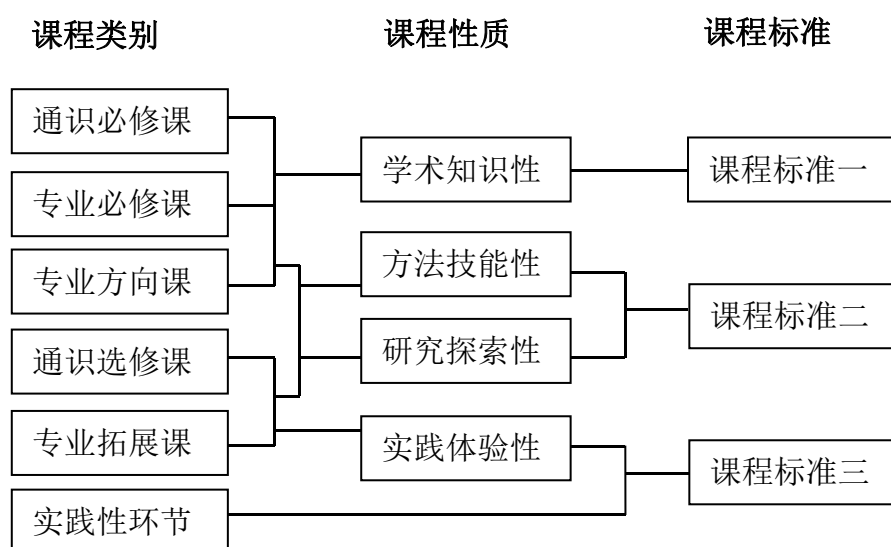 课程类别 课程性质 课程标准
通识必修课
学术知识性 课程标准一
专业必修课
方法技能性
专业方向课
课程标准二
研究探索性
通识选修课
专业拓展课
实践体验性
课程标准三
实践性环节